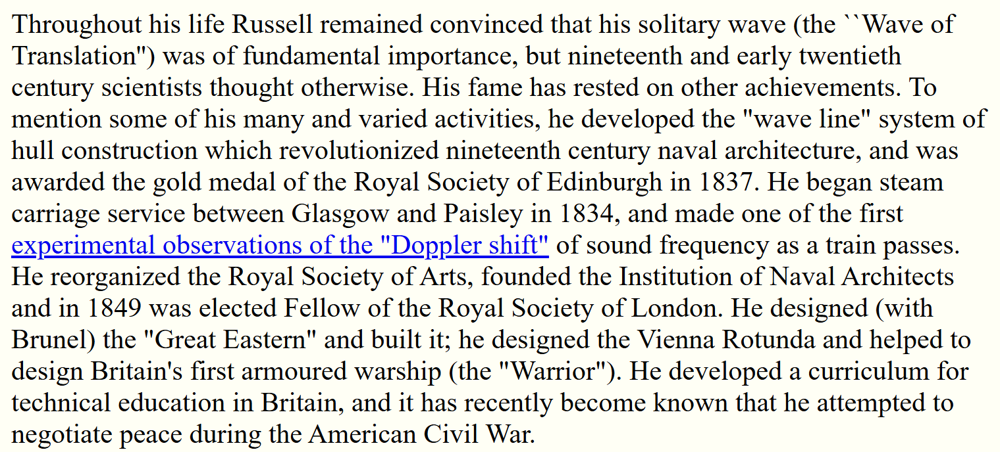 Throughout his life Russell remained convinced that his solitary wave (the ``Wave of
Translation") was of fundamental importance, but nineteenth and early twentieth
century scientists thought otherwise. His fame has rested on other achievements. To
mention some of his many and varied activities, he developed the "wave line" system of
hull construction which revolutionized nineteenth century naval architecture, and was
awarded the gold medal of the Royal Society of Edinburgh in 1837. He began steam
carriage service between Glasgow and Paisley in 1834, and made one of the first
experimental observations of the "Doppler shift" of sound frequency as a train passes.
He reorganized the Royal Society of Arts, founded the Institution of Naval Architects
and in 1849 was elected Fellow of the Royal Society of London. He designed (with
Brunel) the "Great Eastern" and built it; he designed the Vienna Rotunda and helped to
design Britain's first armoured warship (the "Warrior"). He developed a curriculum for
technical education in Britain, and it has recently become known that he attempted to
negotiate peace during the American Civil War.